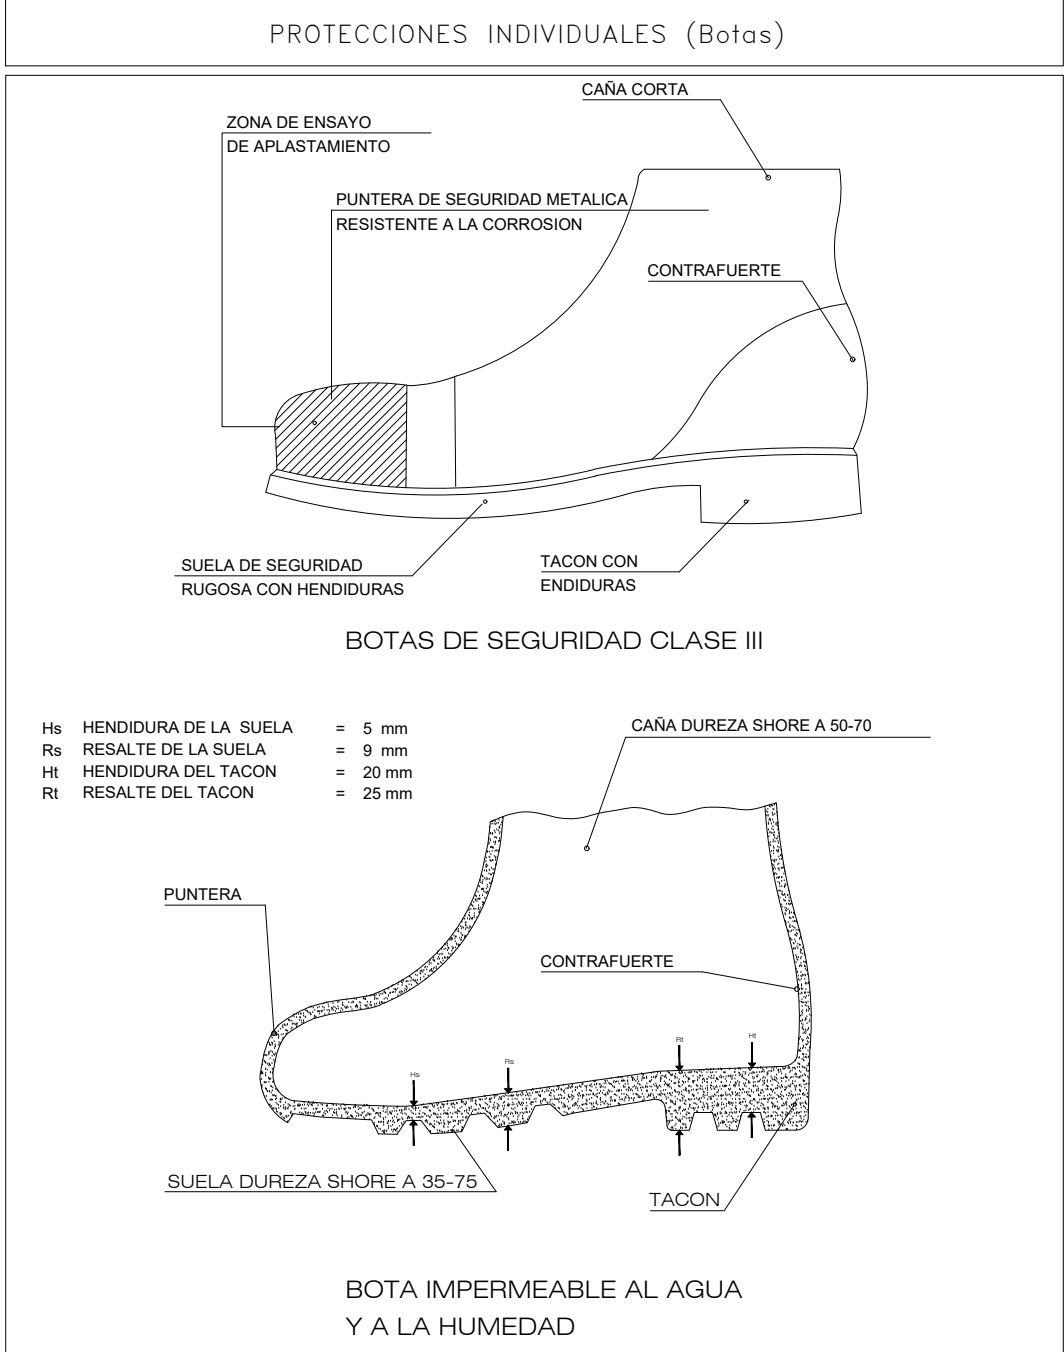 PROTECCIONES INDIVIDUALES (Botas)
CAÑA CORTA
ZONA DE ENSAYO
DE APLASTAMIENTO
PUNTERA DE SEGURIDAD METALICA
RESISTENTE A LA CORROSION
CONTRAFUERTE
SUELA DE SEGURIDAD
RUGOSA CON HENDIDURAS
TACON CON
ENDIDURAS
BOTAS DE SEGURIDAD CLASE III
Hs HENDIDURA DE LA SUELA = 5 mm
Rs RESALTE DE LA SUELA = 9 mm
Ht HENDIDURA DEL TACON = 20 mm
Rt RESALTE DEL TACON = 25 mm
CAÑA DUREZA SHORE A 50-70
PUNTERA
CONTRAFUERTE
Hs
Rs
Rt
Ht
SUELA DUREZA SHORE A 35-75
TACON
BOTA IMPERMEABLE AL AGUA
Y A LA HUMEDAD